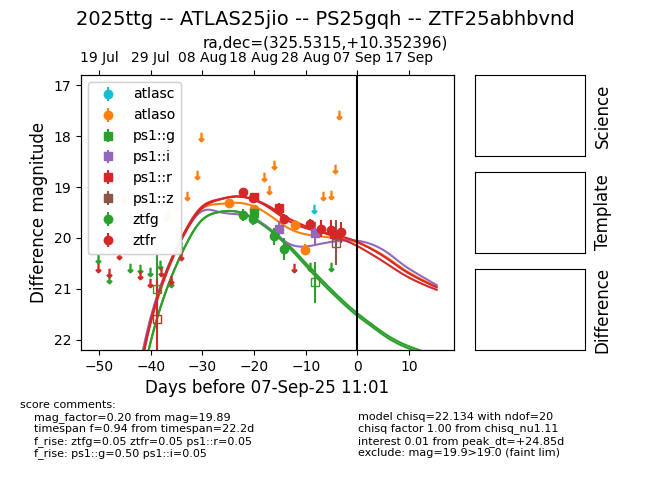 2025ttg -- ATLAS25jio -- PS25gqh -- ZTF25abhbvnd
ra,dec=(325.5315,+10.352396)
19 Jul 29 Jul 08 Aug 18 Aug 28 Aug 07 Sep 17 Sep
17
18
19
20
21
22
Difference magnitude
atlasc
atlaso
ps1::g
ps1::i
ps1::r
ps1::z
ztfg
ztfr
−50 −40 −30 −20 −10 0 10
Days before 07-Sep-25 11:01
Science
Template
Difference
score comments:
mag_factor=0.20 from mag=19.89
timespan f=0.94 from timespan=22.2d
f_rise: ztfg=0.05 ztfr=0.05 ps1::r=0.05
f_rise: ps1::g=0.50 ps1::i=0.05
model chisq=22.134 with ndof=20
chisq factor 1.00 from chisq_nu1.11
interest 0.01 from peak_dt=+24.85d
exclude: mag=19.9>19.0 (faint lim)